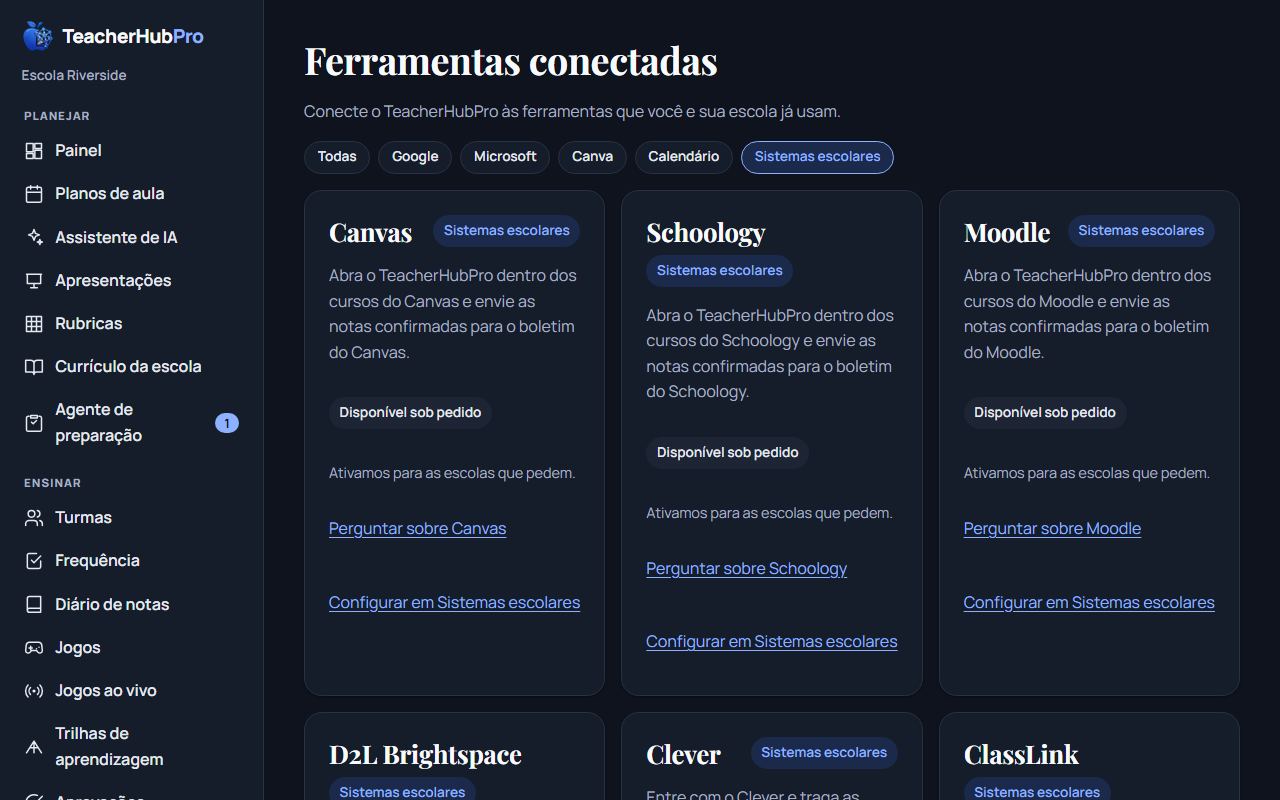 TeacherHubPro
Escola Riverside
PLANEJAR
Painel
Planos de aula
Assistente de IA
Apresentações
Rubricas
Currículo da escola
Agente de
preparação
1
ENSINAR
Turmas
Frequência
Diário de notas
Jogos
Jogos ao vivo
Trilhas de
aprendizagem
Ferramentas conectadas
Conecte o TeacherHubPro às ferramentas que você e sua escola já usam.
Todas
Google
Microsoft
Canva
Calendário
Sistemas escolares
Canvas
Sistemas escolares
Abra o TeacherHubPro dentro dos
cursos do Canvas e envie as
notas confirmadas para o boletim
do Canvas.
Disponível sob pedido
Ativamos para as escolas que pedem.
Perguntar sobre Canvas
Configurar em Sistemas escolares
Schoology
Sistemas escolares
Abra o TeacherHubPro dentro dos
cursos do Schoology e envie as
notas confirmadas para o boletim
do Schoology.
Disponível sob pedido
Ativamos para as escolas que pedem.
Perguntar sobre Schoology
Configurar em Sistemas escolares
Moodle
Sistemas escolares
Abra o TeacherHubPro dentro dos
cursos do Moodle e envie as
notas confirmadas para o boletim
do Moodle.
Disponível sob pedido
Ativamos para as escolas que pedem.
Perguntar sobre Moodle
Configurar em Sistemas escolares
D2L Brightspace
Sistemas escolares
Clever
Sistemas escolares
Entre com o Clever e traga as
ClassLink
Sistemas escolares